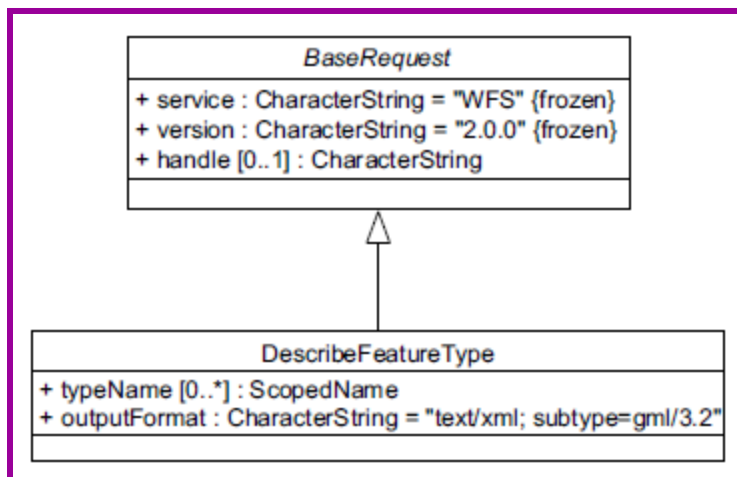 BaseRequest
+ service : CharacterString = "WFS" {frozen}
+ version : CharacterString = "2.0.0" {frozen}
+ handle [0..1] : CharacterString
DescribeFeatureType
+ typeName [0..*] : ScopedName
+ outputFormat : CharacterString = "text/xml; subtype=gml/3.2"